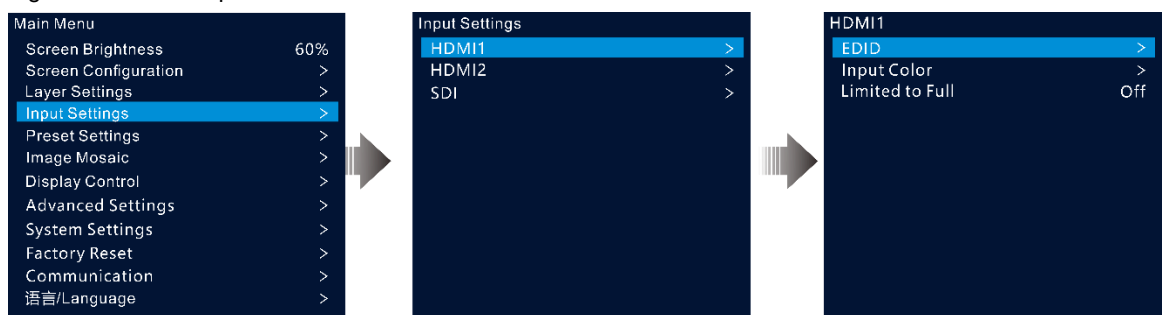 Main Menu
Screen Brightness 60%
Screen Configuration >
Layer Settings >
Input Settings >
Preset Settings >
Image Mosaic >
Display Control >
Advanced Settings >
System Settings >
Factory Reset >
Communication >
语言/Language >
Input Settings
HDMI1 >
HDMI2 >
SDI >
HDMI1
EDID >
Input Color >
Limited to Full Off